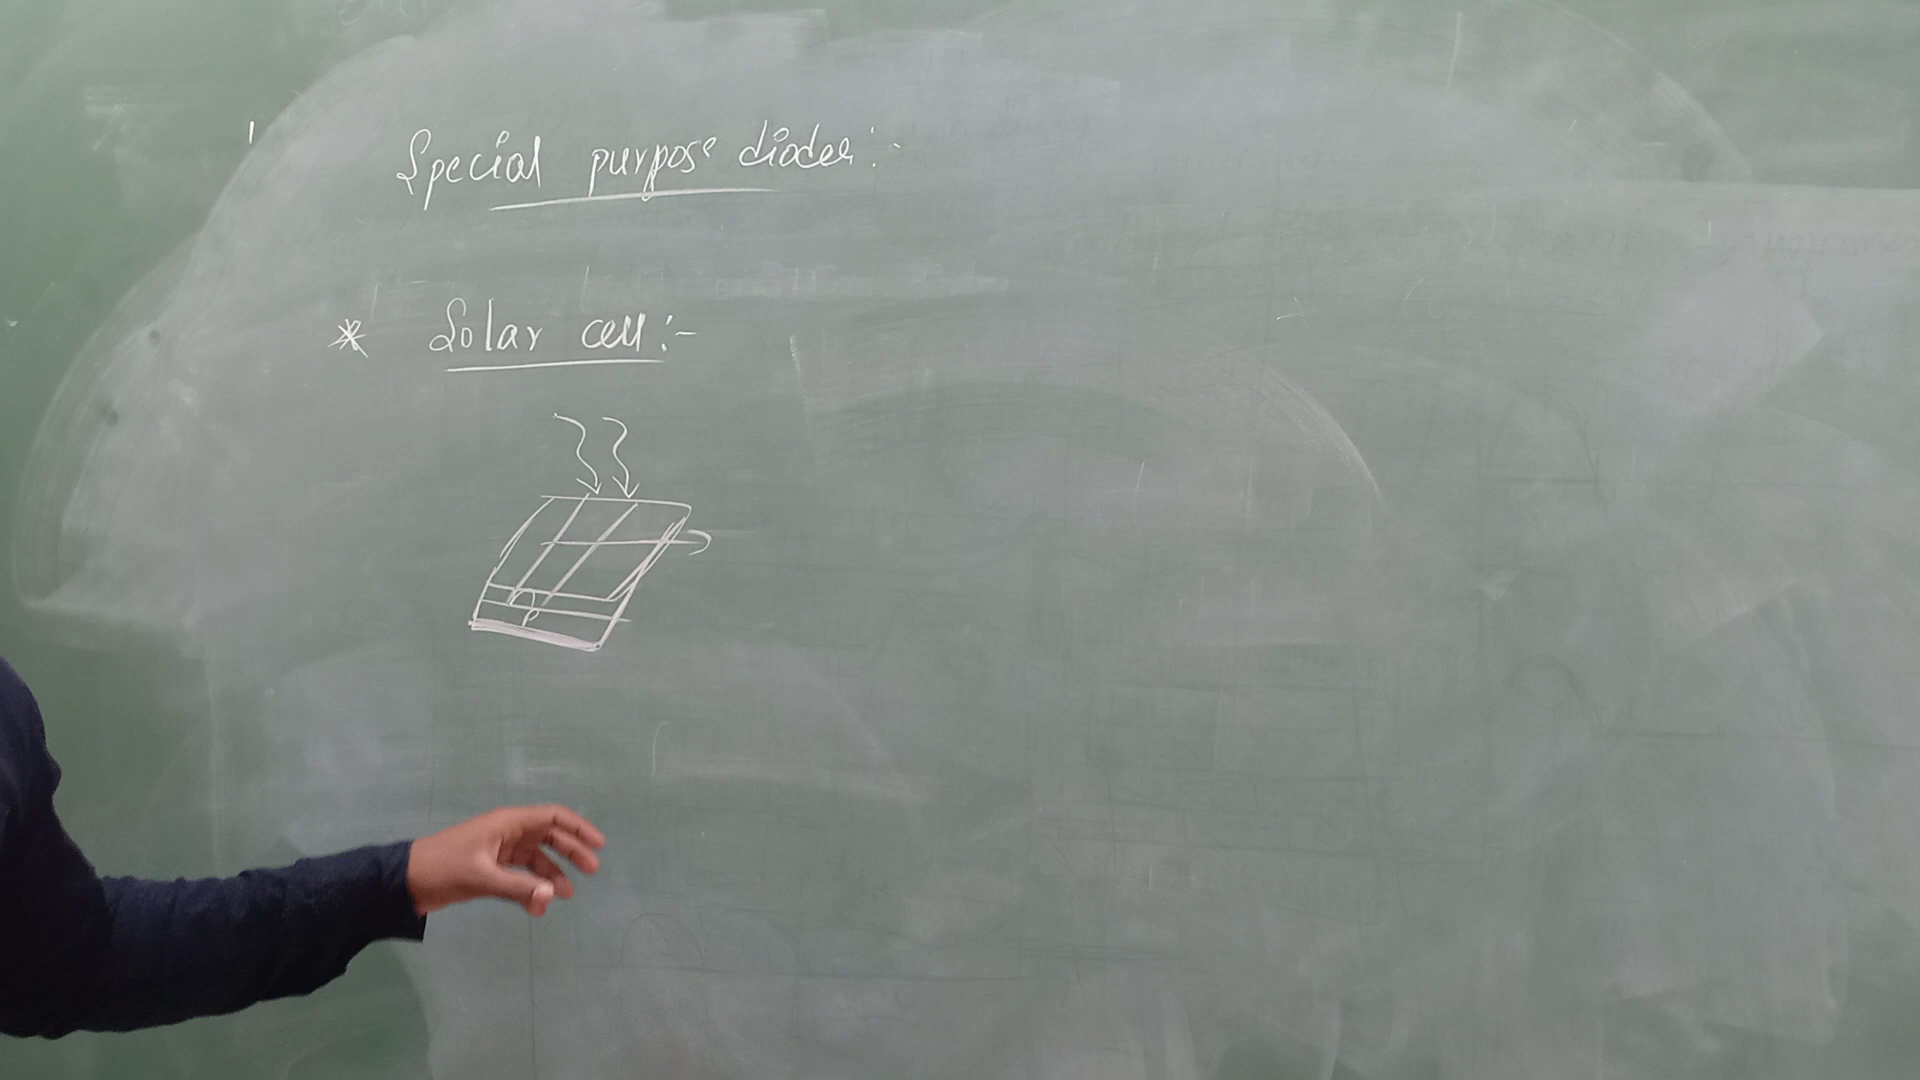 Special purpose diodes:-
* Solar cell:-
n
P